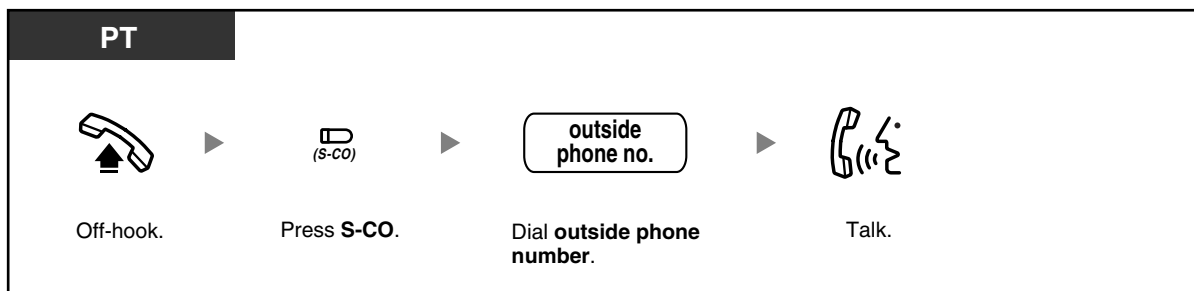 PT
(S-CO)
outside
phone no.
Off-hook.
Press S-CO.
Dial outside phone
number.
Talk.